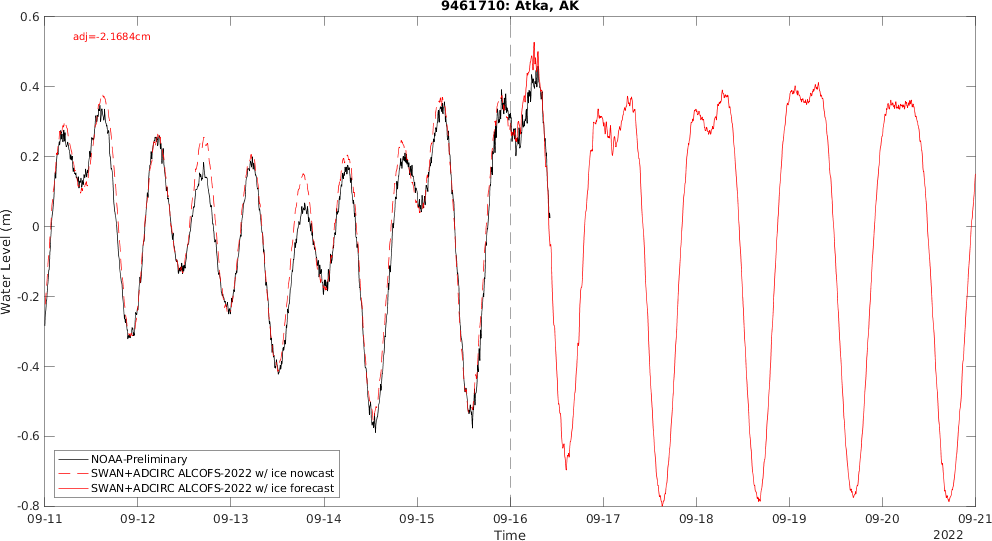 9461710: Atka, AK
adj=-2.1684cm
0.6
0.4
0.2
0
-0.2
-0.4
-0.6
-0.8
Water Level (m)
NOAA-Preliminary
SWAN+ADCIRC ALCOFS-2022 w/ ice nowcast
SWAN+ADCIRC ALCOFS-2022 w/ ice forecast
09-11 09-12 09-13 09-14 09-15 09-16 09-17 09-18 09-19 09-20 09-21
Time
2022